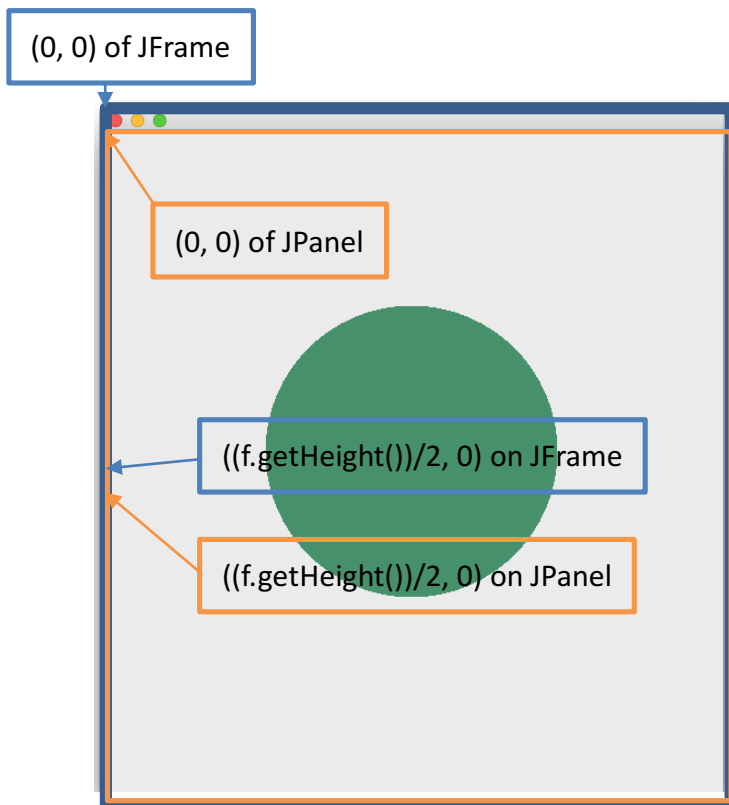 (0, 0) of JFrame
(0, 0) of JPanel
((f.getHeight())/2, 0) on JFrame
((f.getHeight())/2, 0) on JPanel